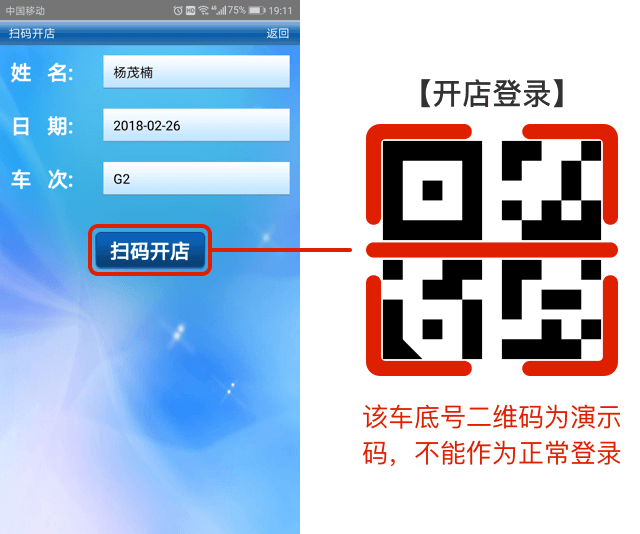 中国移动 HD 46 75% 19:11
扫码开店 返回
姓 名: 杨茂楠
日 期: 2018-02-26
车 次: G2
扫码开店
【开店登录】
该车底号二维码为演示
码，不能作为正常登录